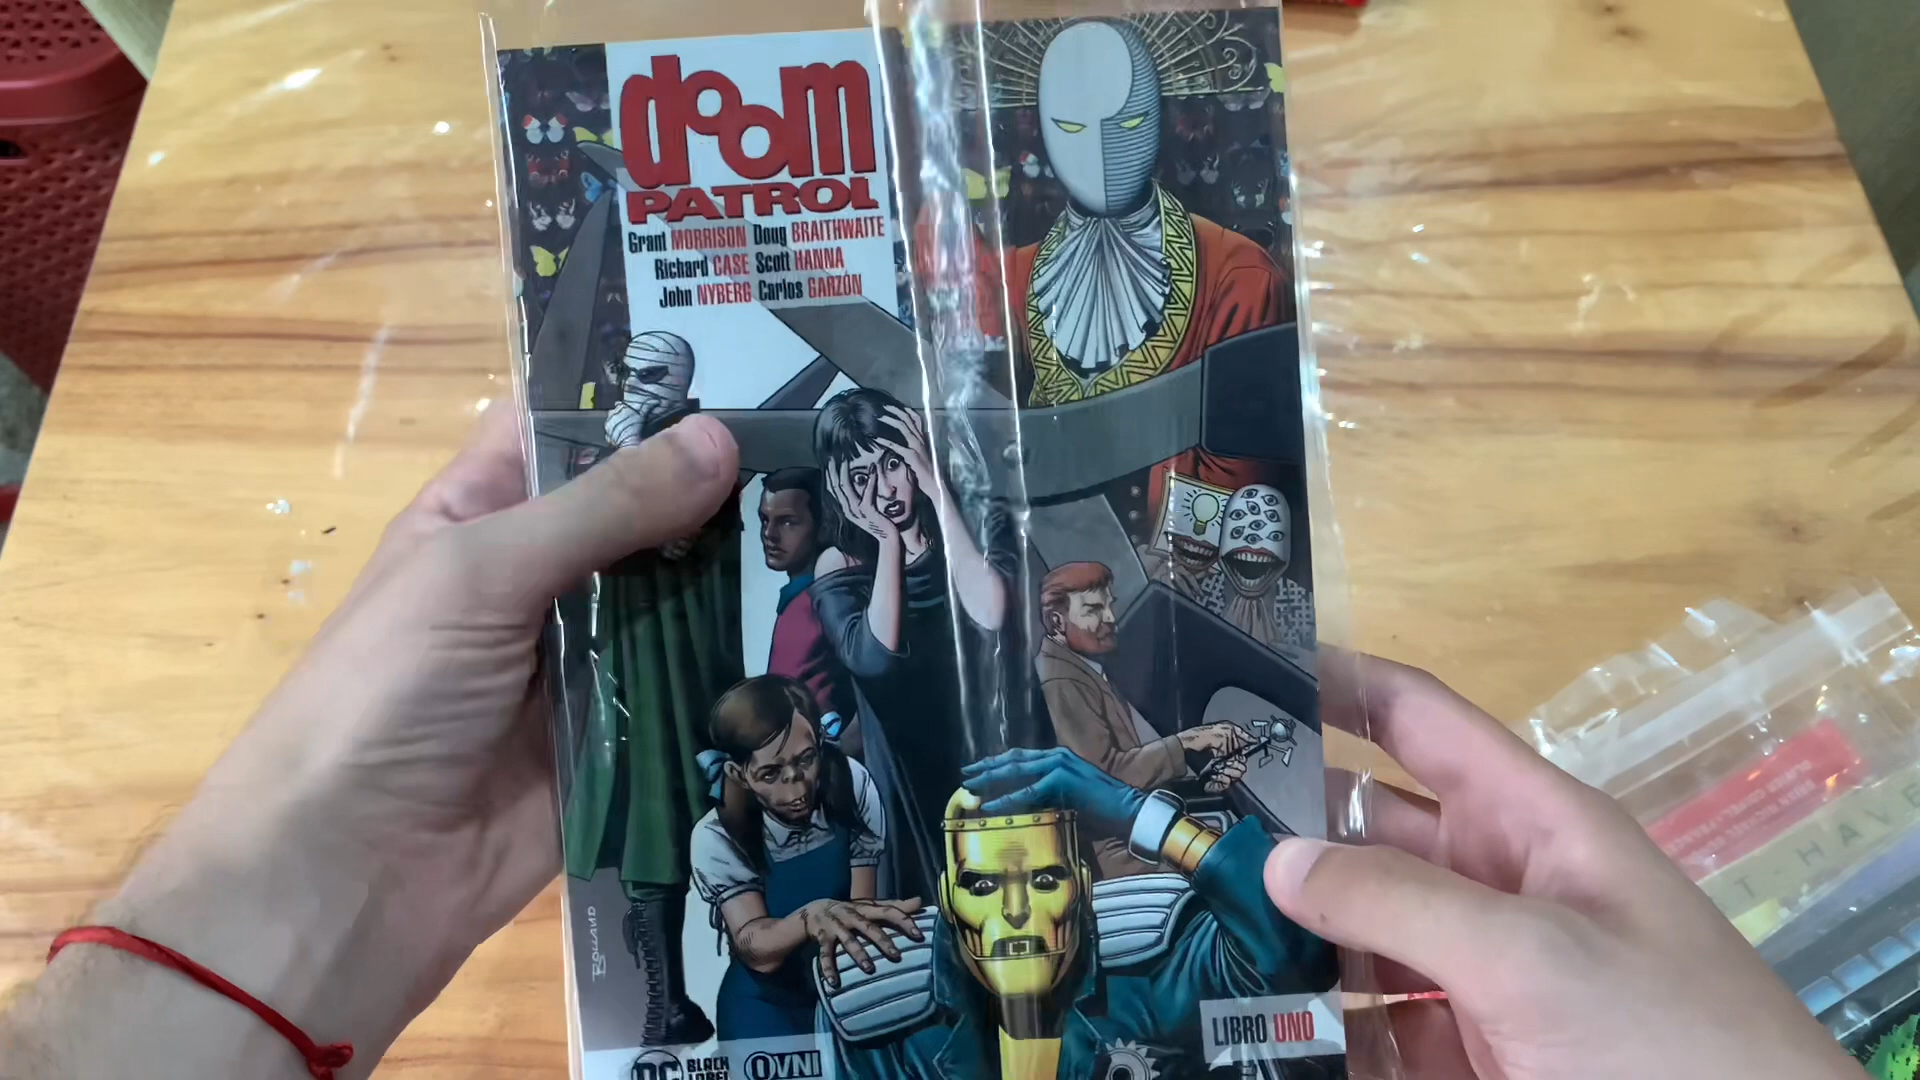 doom
PATROL
Grant MORRISON Doug BRAITHWAITE
Richard CASE Scott HANNA
John NYBERG Carlos GARZÓN
BOLLAND
LIBRO UNO
DC BLACK LABEL OVNI